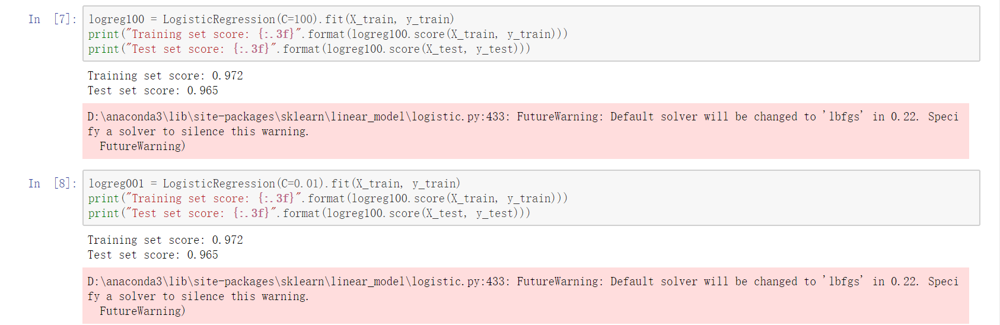 In [7]: logreg100 = LogisticRegression(C=100).fit(X_train, y_train)
print("Training set score: {:.3f}".format(logreg100.score(X_train, y_train)))
print("Test set score: {:.3f}".format(logreg100.score(X_test, y_test)))
Training set score: 0.972
Test set score: 0.965
D:\anaconda3\lib\site-packages\sklearn\linear_model\logistic.py:433: FutureWarning: Default solver will be changed to 'lbfgs' in 0.22. Speci
fy a solver to silence this warning.
  FutureWarning)
In [8]: logreg001 = LogisticRegression(C=0.01).fit(X_train, y_train)
print("Training set score: {:.3f}".format(logreg100.score(X_train, y_train)))
print("Test set score: {:.3f}".format(logreg100.score(X_test, y_test)))
Training set score: 0.972
Test set score: 0.965
D:\anaconda3\lib\site-packages\sklearn\linear_model\logistic.py:433: FutureWarning: Default solver will be changed to 'lbfgs' in 0.22. Speci
fy a solver to silence this warning.
  FutureWarning)